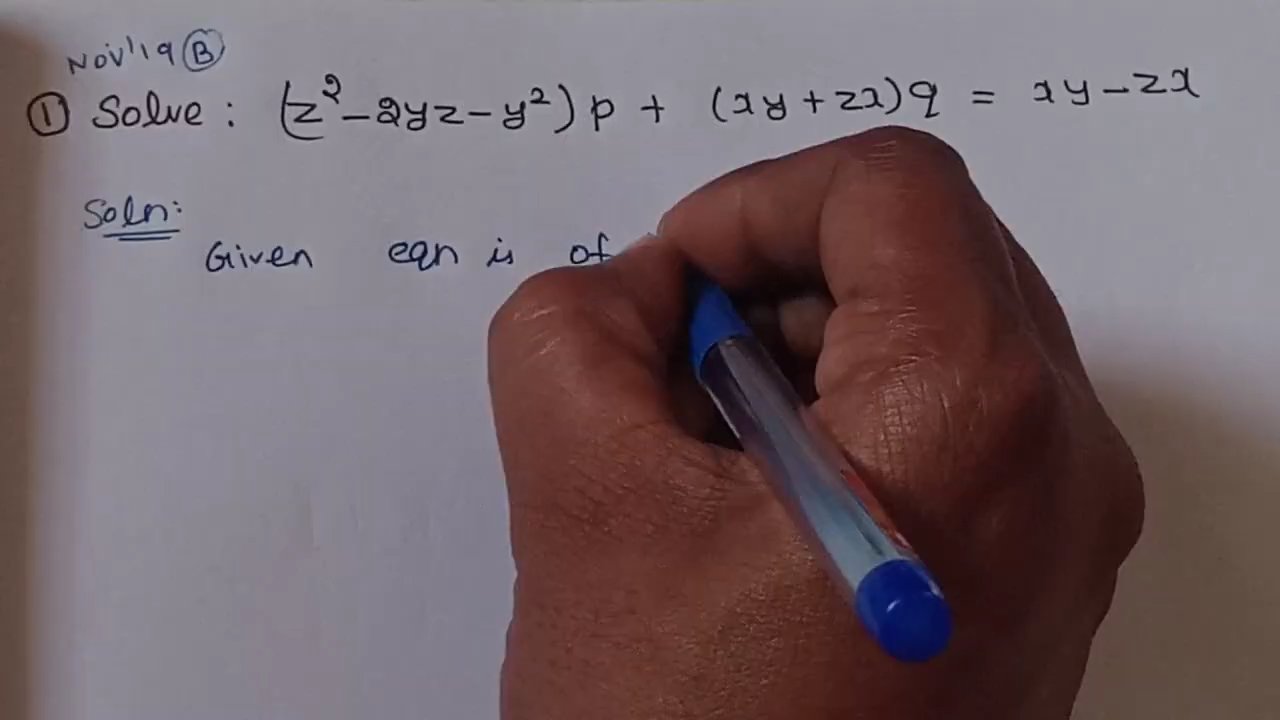 Nov'19 B
① Solve : (z² - 2yz - y²) p + (xy + zx) q = xy - zx
Soln:
Given eqn is of